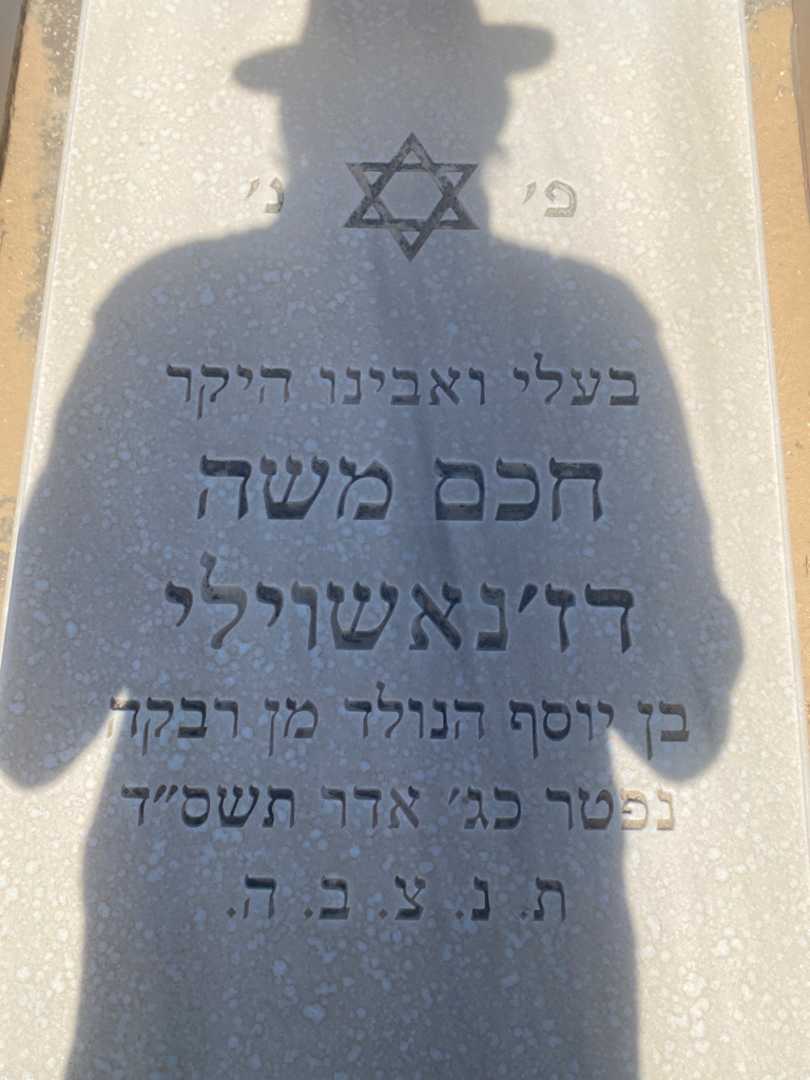 פ׳ נ׳
בעלי ואבינו היקר
חכם משה
דז׳נאשוילי
בן יוסף הנולד מן רבקה
נפטר כג׳ אדר תשס״ד
ת. נ. צ. ב. ה.